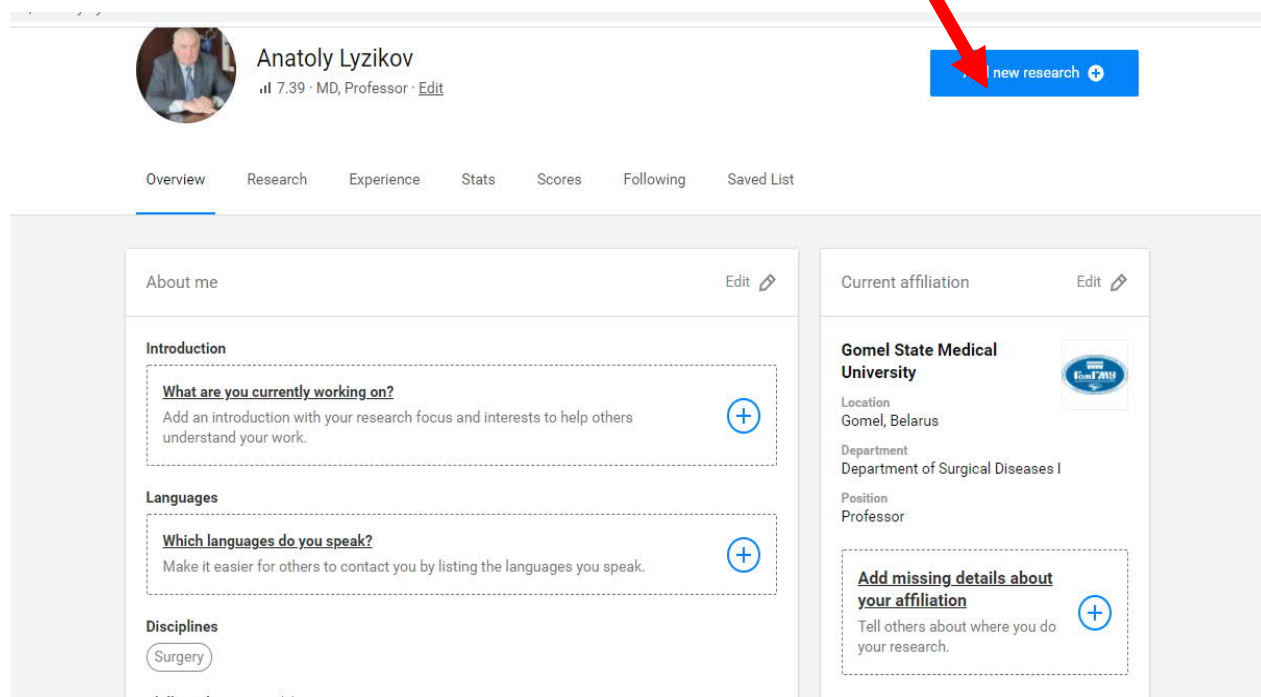 Anatoly Lyzikov
7.39 · MD, Professor · Edit
new research
Overview Research Experience Stats Scores Following Saved List
About me Edit
Introduction
What are you currently working on?
Add an introduction with your research focus and interests to help others
understand your work.
Languages
Which languages do you speak?
Make it easier for others to contact you by listing the languages you speak.
Disciplines
Surgery
Current affiliation Edit
Gomel State Medical
University
ГомГМУ
Location
Gomel, Belarus
Department
Department of Surgical Diseases I
Position
Professor
Add missing details about
your affiliation
Tell others about where you do
your research.